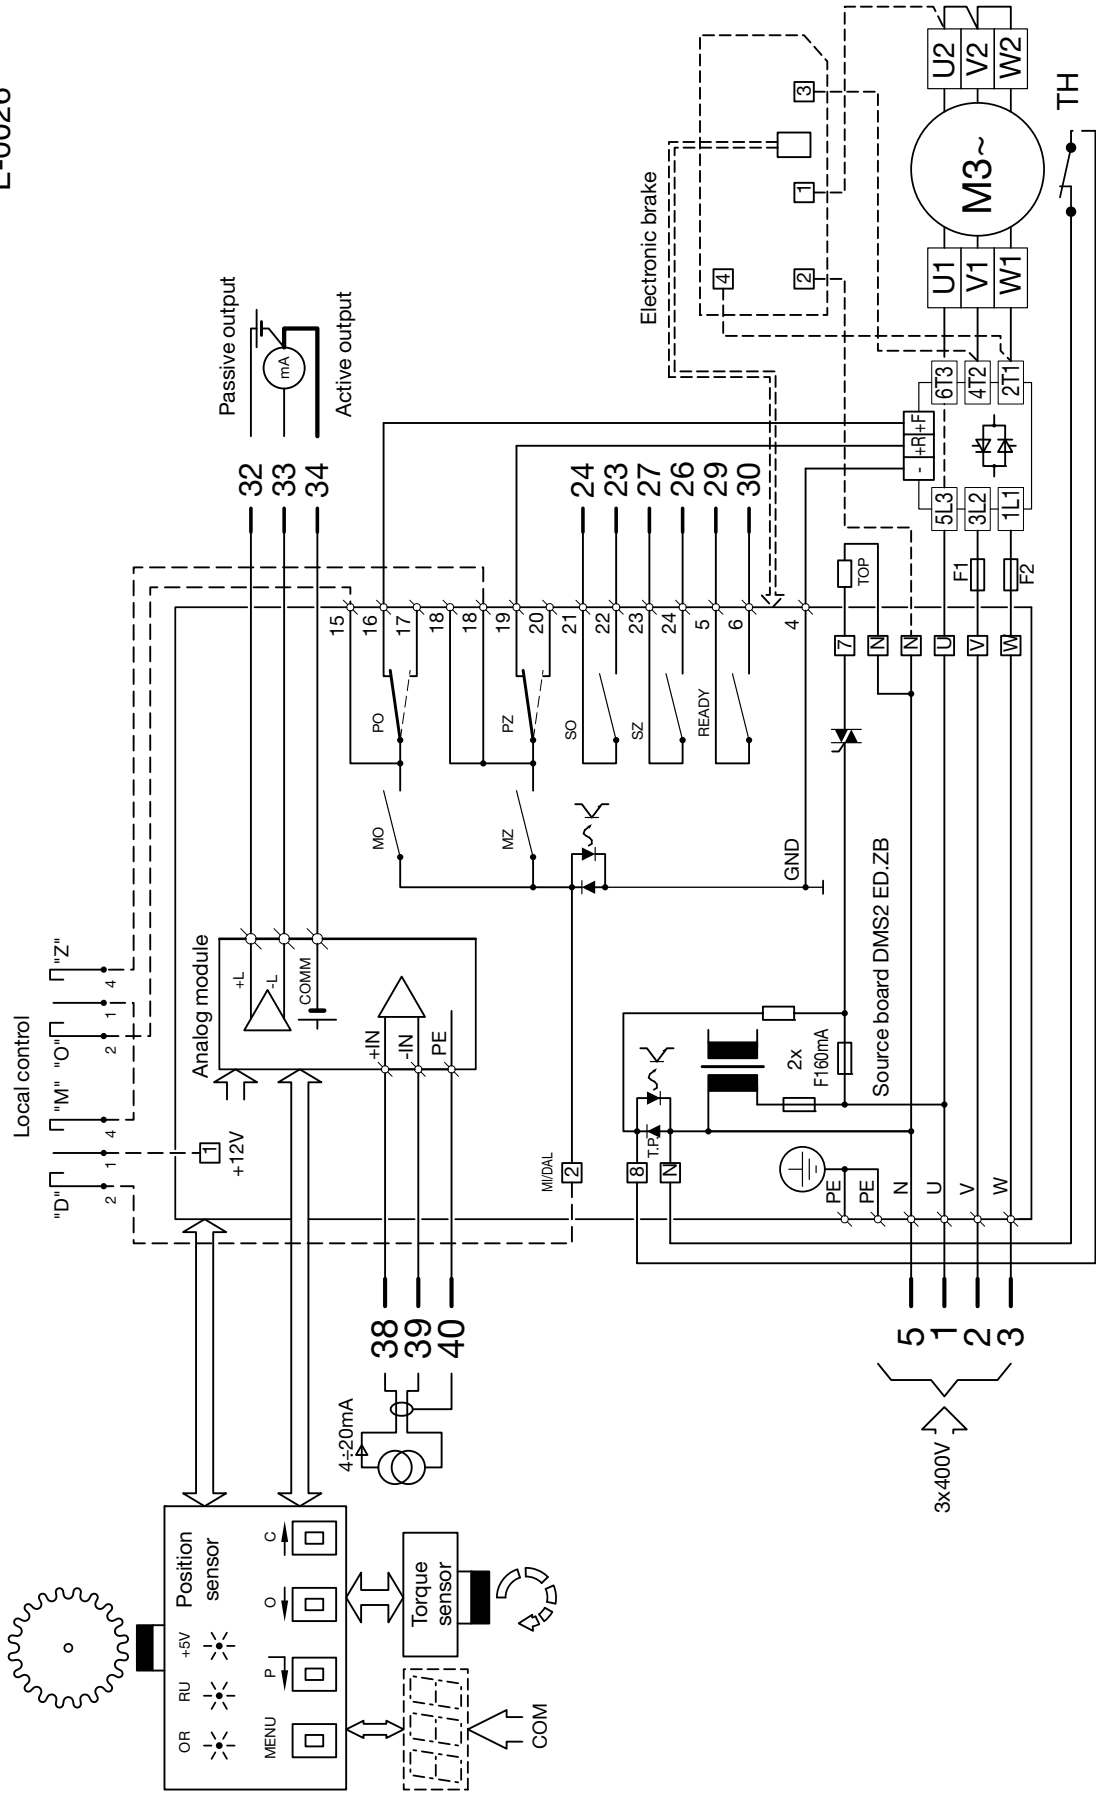 Local control
"D" "M" "O" "Z"
2 1 4 2 1 4
1
+12V
Analog module
+L
-L
COMM
+IN
-IN
PE
32
33
34
Passive output
mA
Active output
Position sensor
OR RU +5V
MENU P O C
Torque sensor
COM
4÷20mA
38
39
40
MI/DAL
2
MO
MZ
PO
PZ
SO
SZ
READY
15
16
17
18
18
19
20
21
22
23
24
5
6
4
24
23
27
26
29
30
GND
Electronic brake
4
2
1
3
8
N
T.P.
2x
F160mA
Source board DMS2 ED.ZB
7
N
N
U
V
W
TOP
F1
F2
PE
PE
N
U
V
W
5
1
2
3
3x400V
- +R +F
5L3
3L2
1L1
6T3
4T2
2T1
U1
V1
W1
M3~
U2
V2
W2
TH